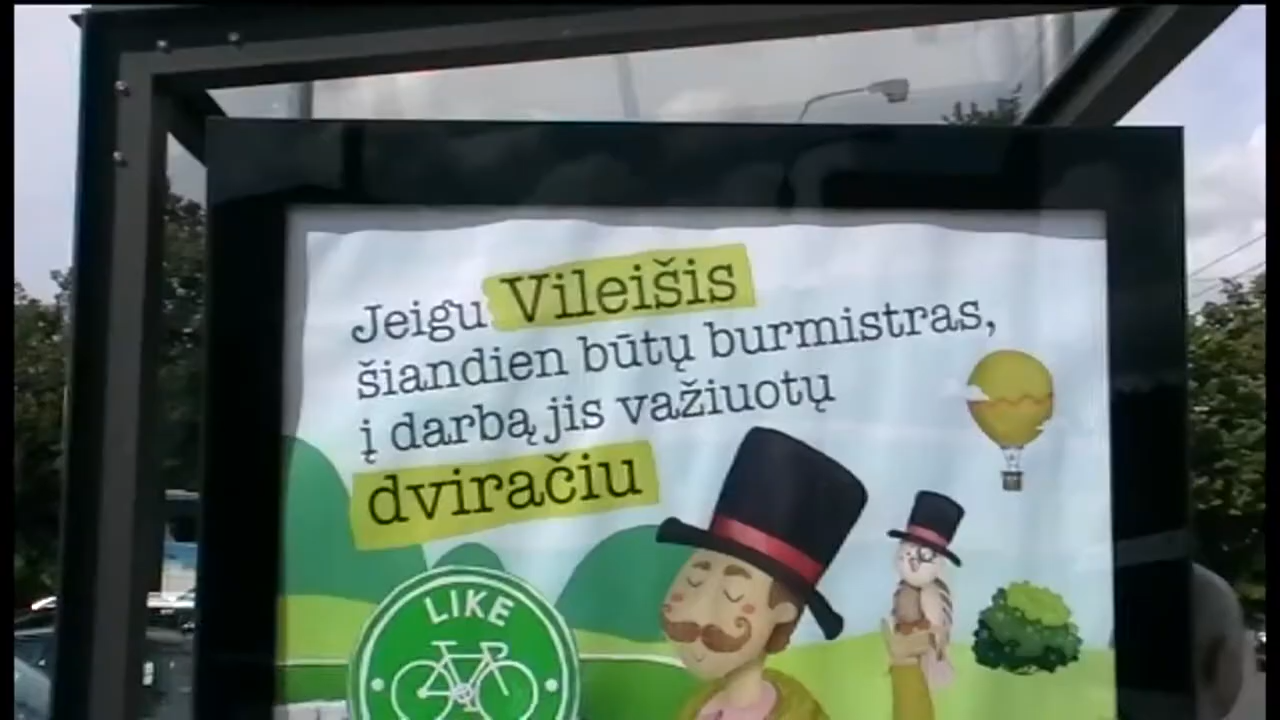 Jeigu Vileišis
šiandien būtų burmistras,
į darbą jis važiuotų
dviračiu
LIKE